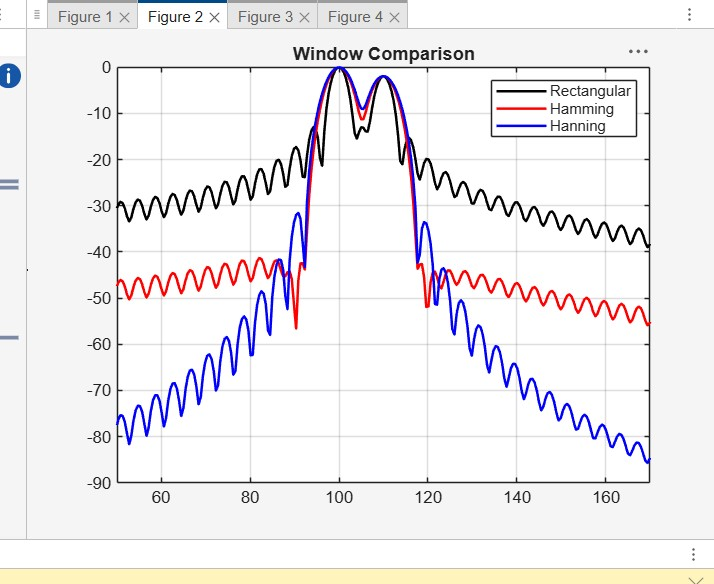 Figure 1 × Figure 2 × Figure 3 × Figure 4 ×
Window Comparison
0
-10
-20
-30
-40
-50
-60
-70
-80
-90
60 80 100 120 140 160
Rectangular
Hamming
Hanning